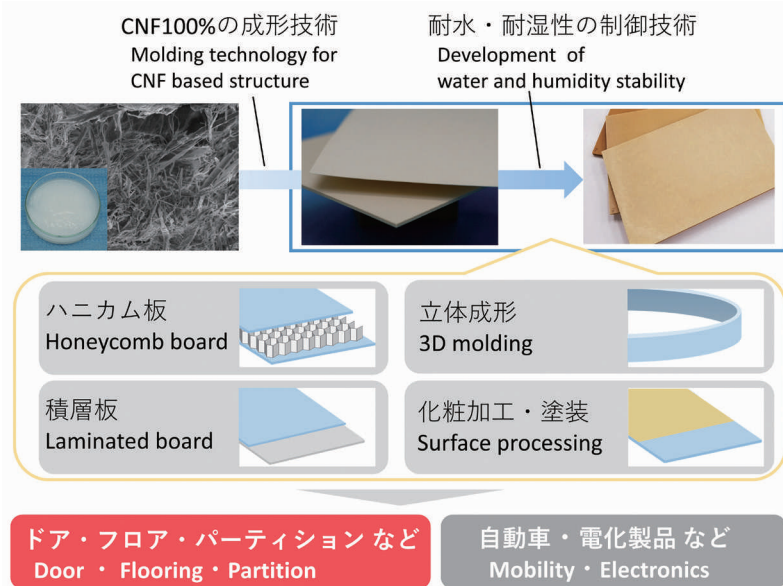 CNF100%の成形技術
Molding technology for
CNF based structure
耐水・耐湿性の制御技術
Development of
water and humidity stability
ハニカム板
Honeycomb board
立体成形
3D molding
積層板
Laminated board
化粧加工・塗装
Surface processing
ドア・フロア・パーティション など
Door ・ Flooring・Partition
自動車・電化製品 など
Mobility・Electronics